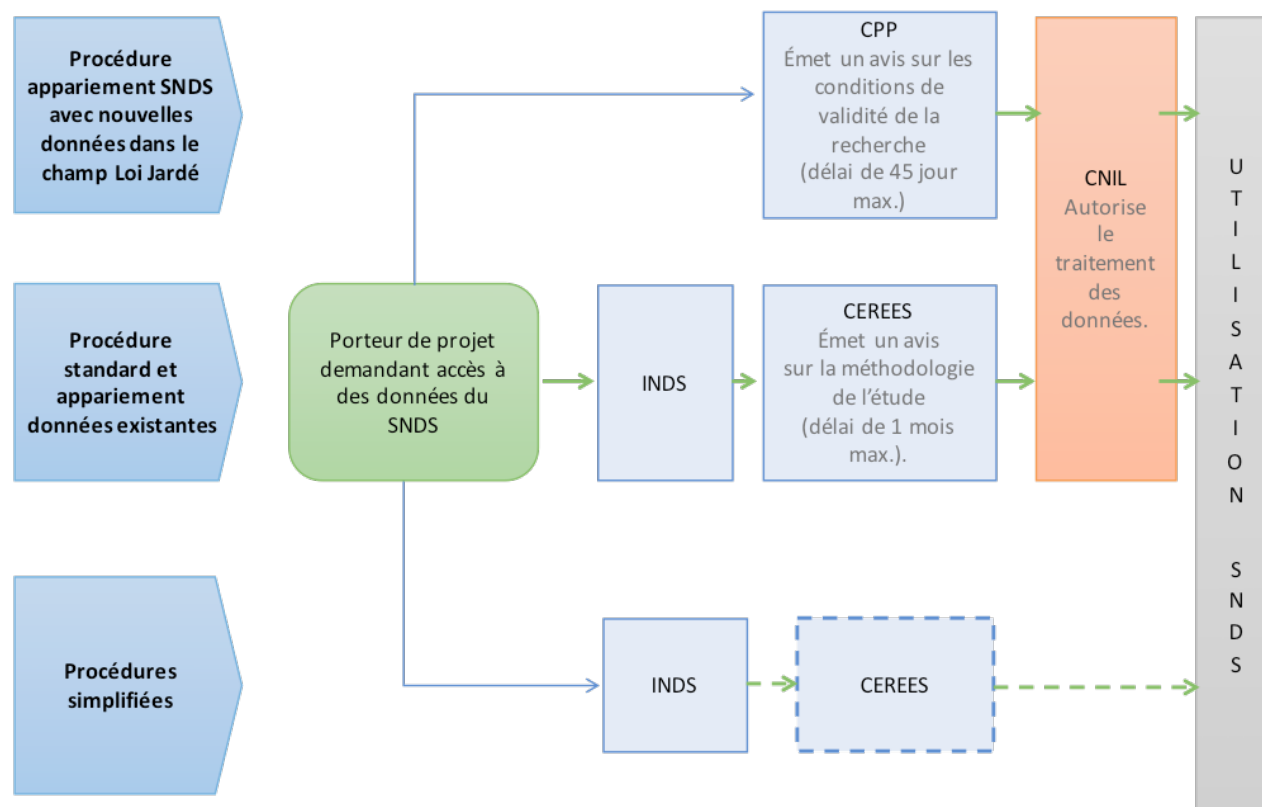 Procédure
appariement SNDS
avec nouvelles
données dans le
champ Loi Jardé
CPP
Émet un avis sur les
conditions de
validité de la
recherche
(délai de 45 jour
max.)
Procédure
standard et
appariement
données existantes
Porteur de projet
demandant accès à
des données du
SNDS
INDS
CEREES
Émet un avis
sur la méthodologie
de l’étude
(délai de 1 mois
max.).
CNIL
Autorise
le
traitement
des
données.
Procédures
simplifiées
INDS
CEREES
U
T
I
L
I
S
A
T
I
O
N
S
N
D
S